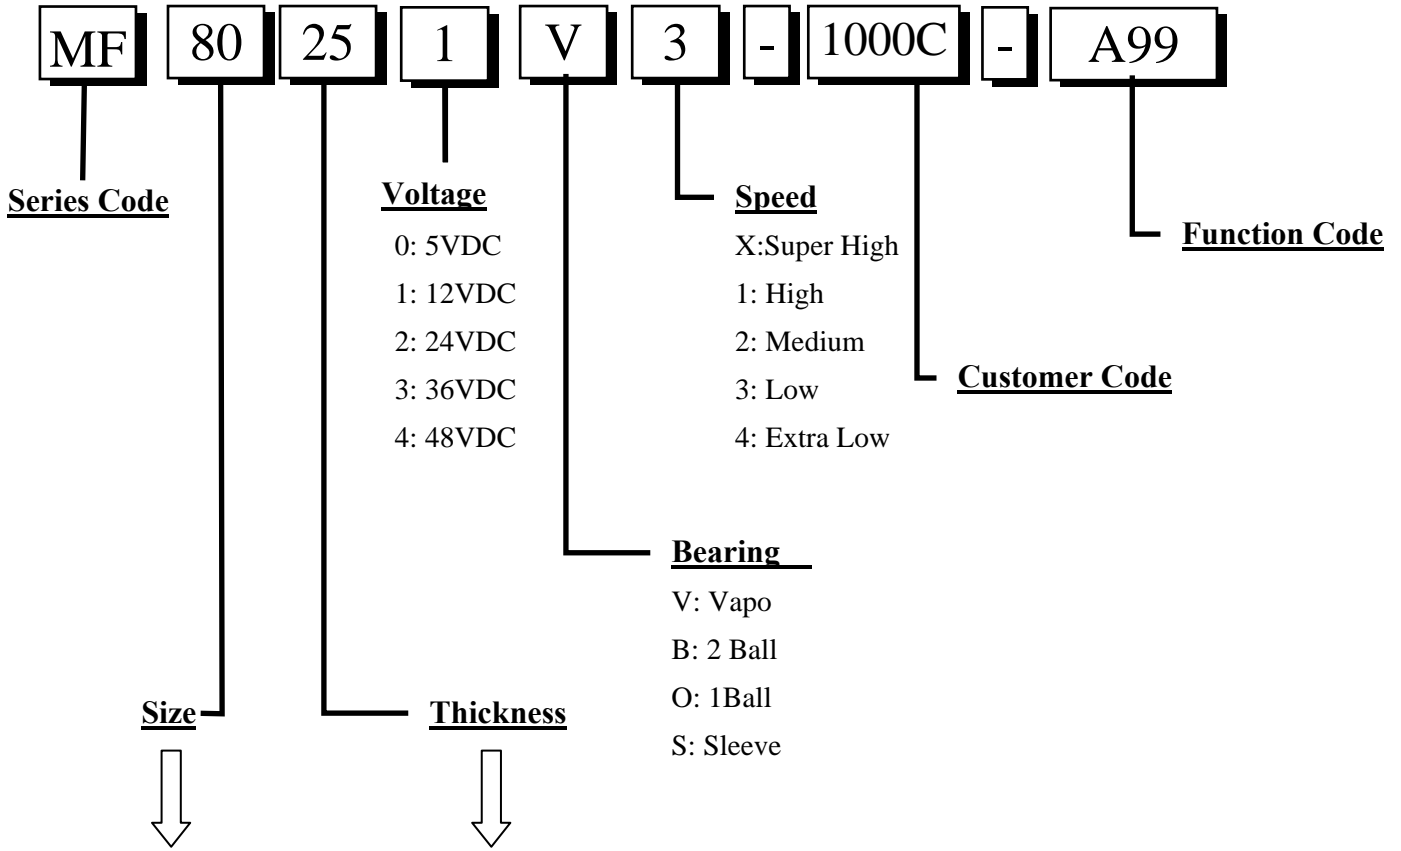 MF 80 25 1 V 3 - 1000C - A99
Series Code
Voltage
0: 5VDC
1: 12VDC
2: 24VDC
3: 36VDC
4: 48VDC
Speed
X:Super High
1: High
2: Medium
3: Low
4: Extra Low
Function Code
Customer Code
Bearing
V: Vapo
B: 2 Ball
O: 1Ball
S: Sleeve
Size
Thickness